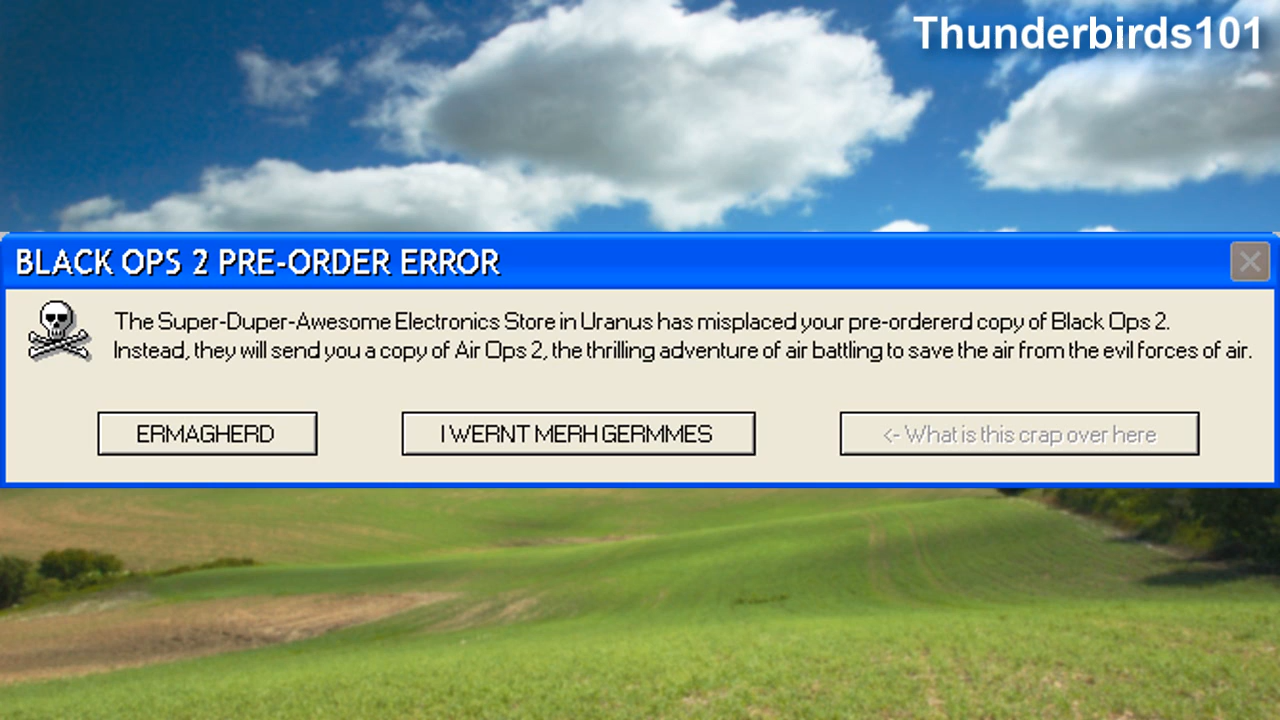 Thunderbirds101
BLACK OPS 2 PRE-ORDER ERROR
The Super-Duper-Awesome Electronics Store in Uranus has misplaced your pre-ordererd copy of Black Ops 2.
Instead, they will send you a copy of Air Ops 2, the thrilling adventure of air battling to save the air from the evil forces of air.
ERMAGHERD
I WERNT MERH GERMMES
<- What is this crap over here